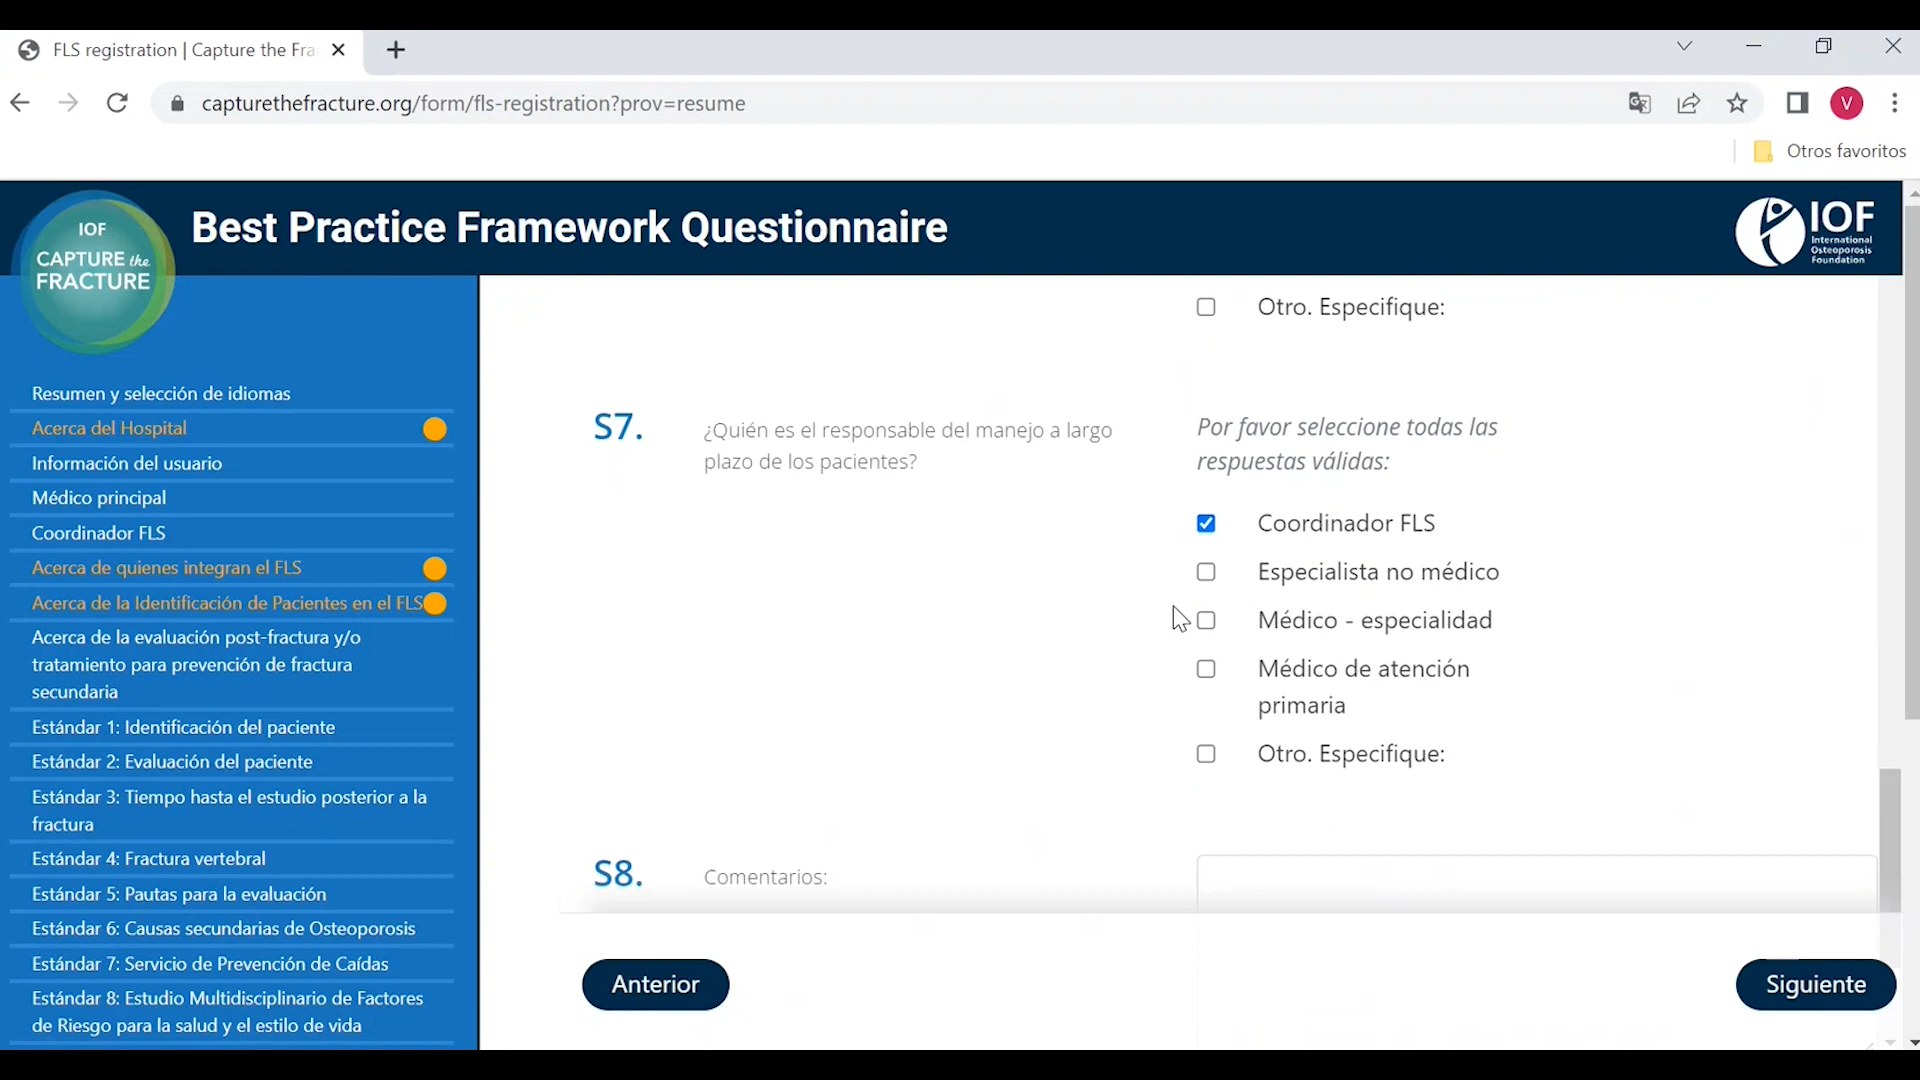 FLS registration | Capture the Fra
capturethefracture.org/form/fls-registration?prov=resume
V
Otros favoritos
IOF
CAPTURE the
FRACTURE
Best Practice Framework Questionnaire
IOF
International
Osteoporosis
Foundation
Resumen y selección de idiomas
Acerca del Hospital
Información del usuario
Médico principal
Coordinador FLS
Acerca de quienes integran el FLS
Acerca de la Identificación de Pacientes en el FLS
Acerca de la evaluación post-fractura y/o
tratamiento para prevención de fractura
secundaria
Estándar 1: Identificación del paciente
Estándar 2: Evaluación del paciente
Estándar 3: Tiempo hasta el estudio posterior a la
fractura
Estándar 4: Fractura vertebral
Estándar 5: Pautas para la evaluación
Estándar 6: Causas secundarias de Osteoporosis
Estándar 7: Servicio de Prevención de Caídas
Estándar 8: Estudio Multidisciplinario de Factores
de Riesgo para la salud y el estilo de vida
Otro. Especifique:
S7.
¿Quién es el responsable del manejo a largo
plazo de los pacientes?
Por favor seleccione todas las
respuestas válidas:
Coordinador FLS
Especialista no médico
Médico - especialidad
Médico de atención
primaria
Otro. Especifique:
S8.
Comentarios:
Anterior
Siguiente